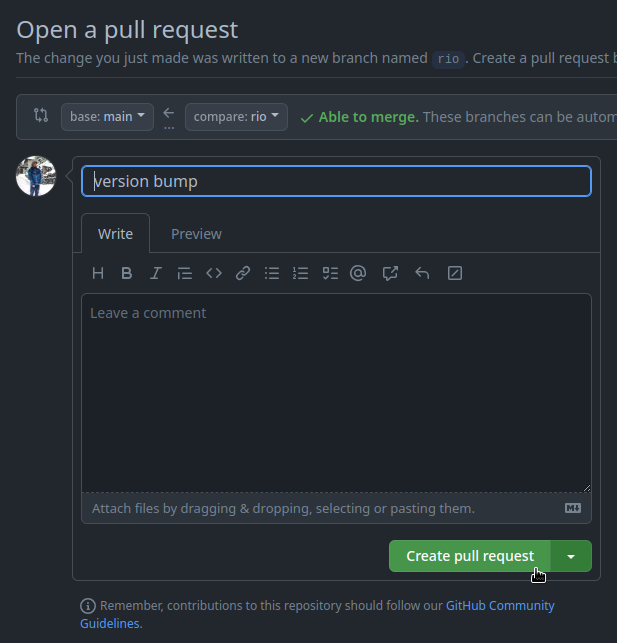 Open a pull request
The change you just made was written to a new branch named rio. Create a pull request
base: main compare: rio Able to merge. These branches can be autom
version bump
Write Preview
Leave a comment
Attach files by dragging & dropping, selecting or pasting them.
Create pull request
Remember, contributions to this repository should follow our GitHub Community
Guidelines.